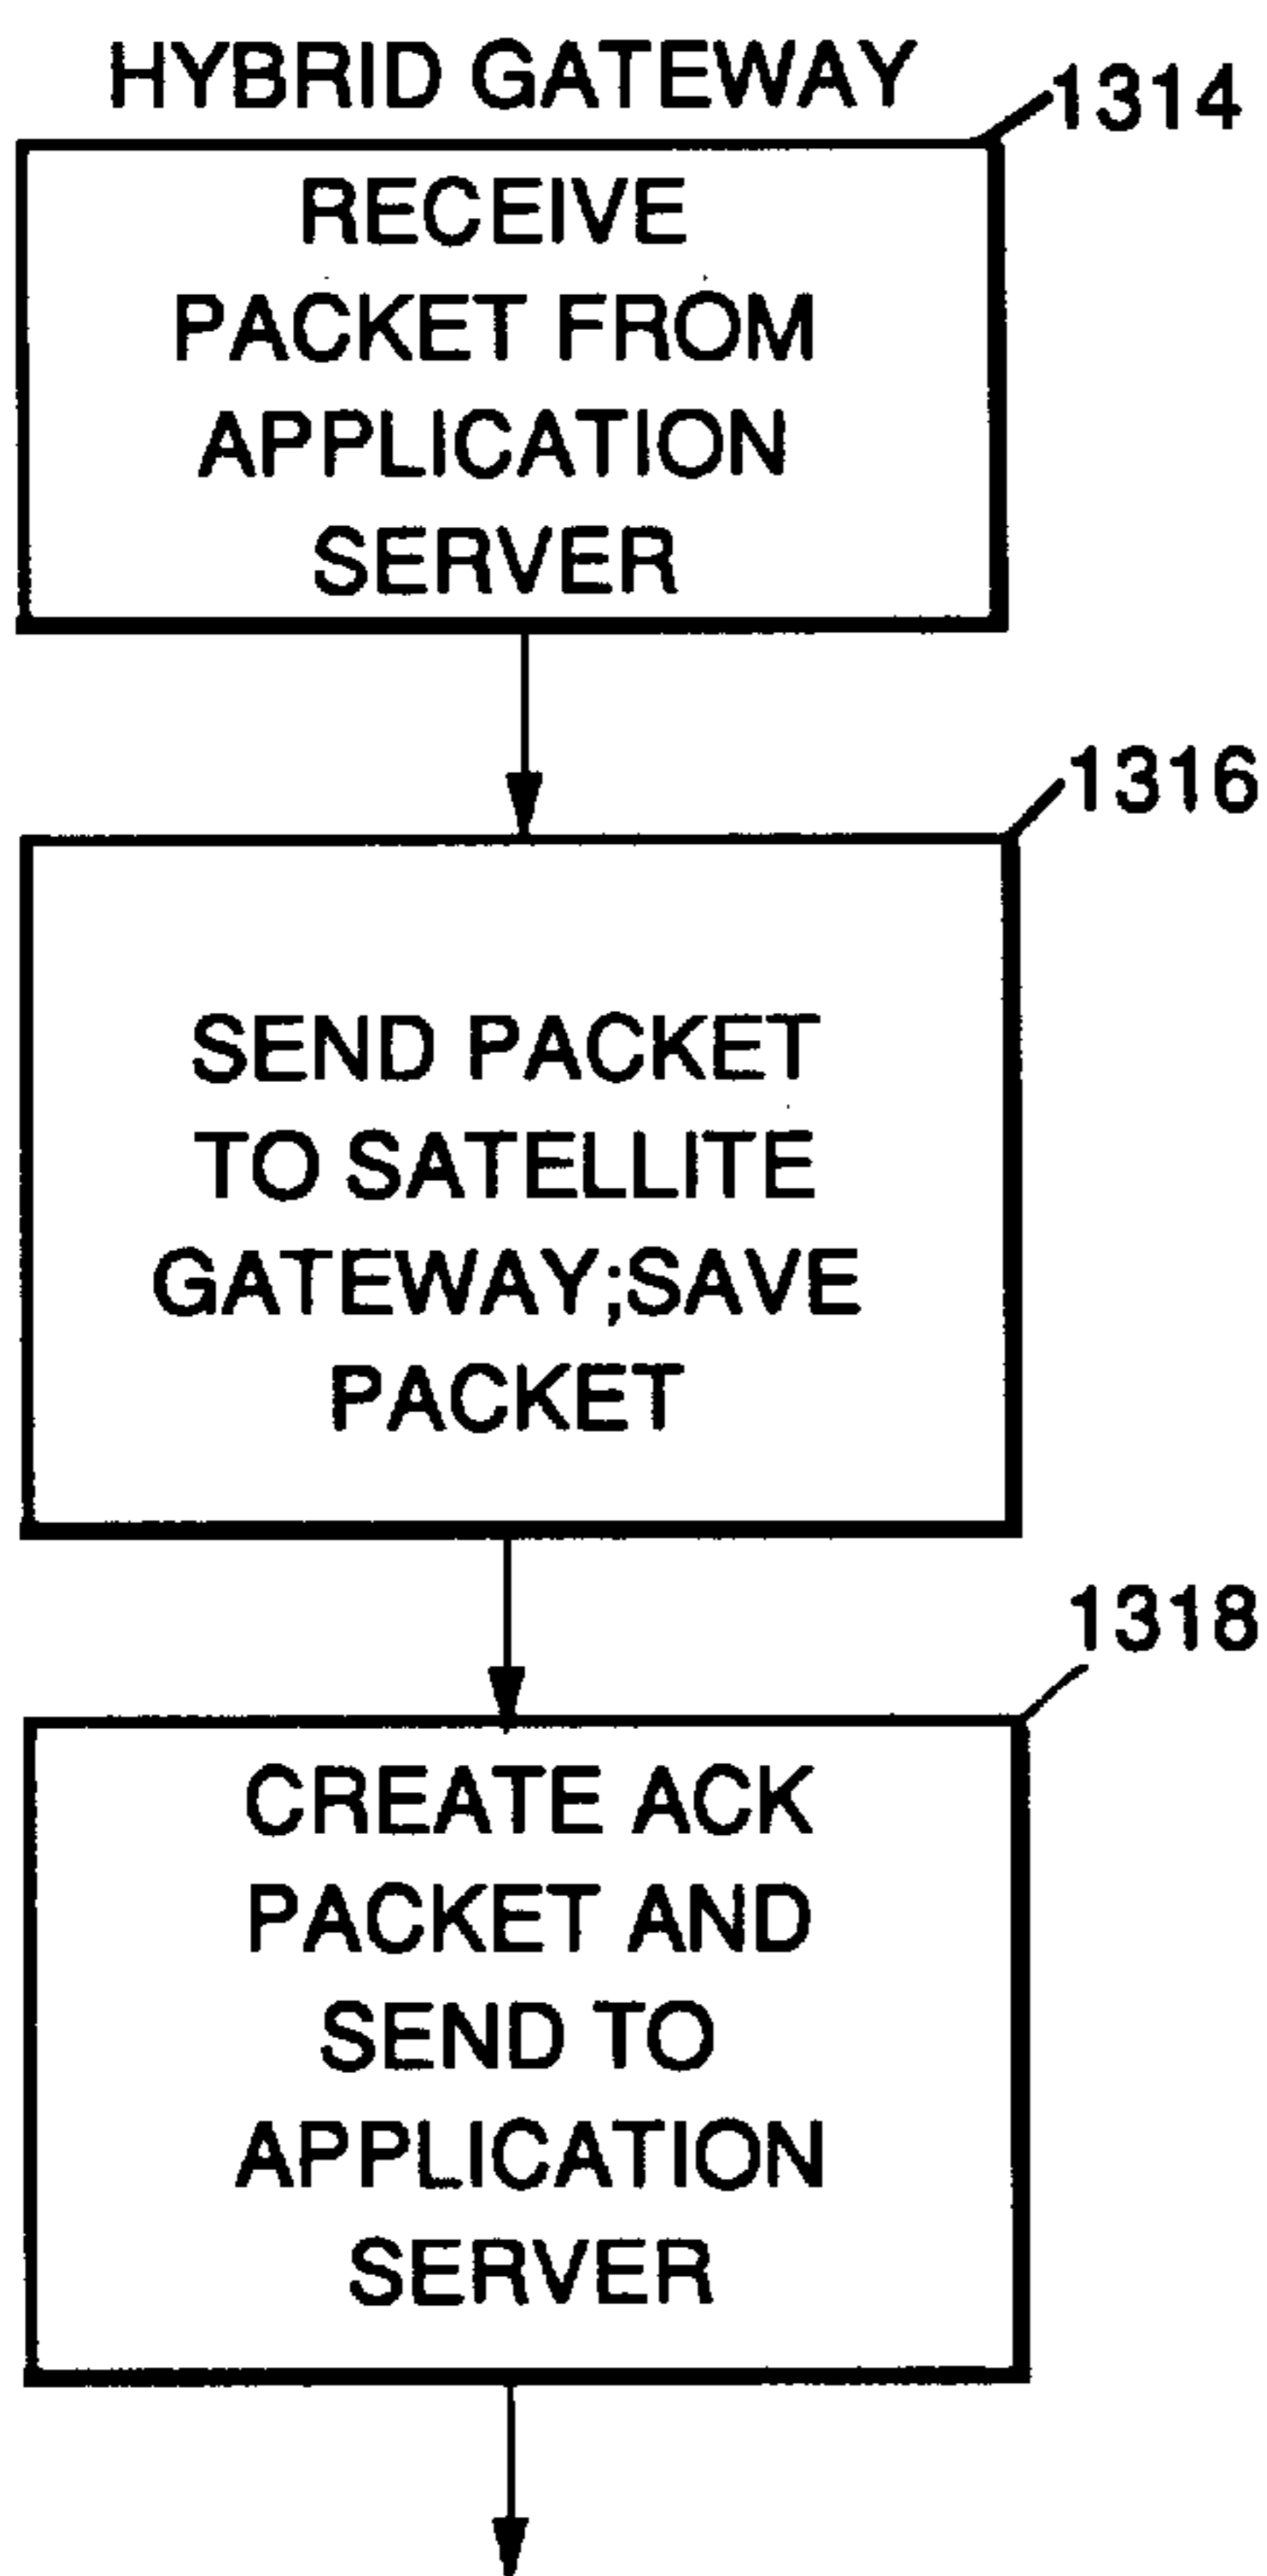 HYBRID GATEWAY
1314
RECEIVE
PACKET FROM
APPLICATION
SERVER
1316
SEND PACKET
TO SATELLITE
GATEWAY;SAVE
PACKET
1318
CREATE ACK
PACKET AND
SEND TO
APPLICATION
SERVER